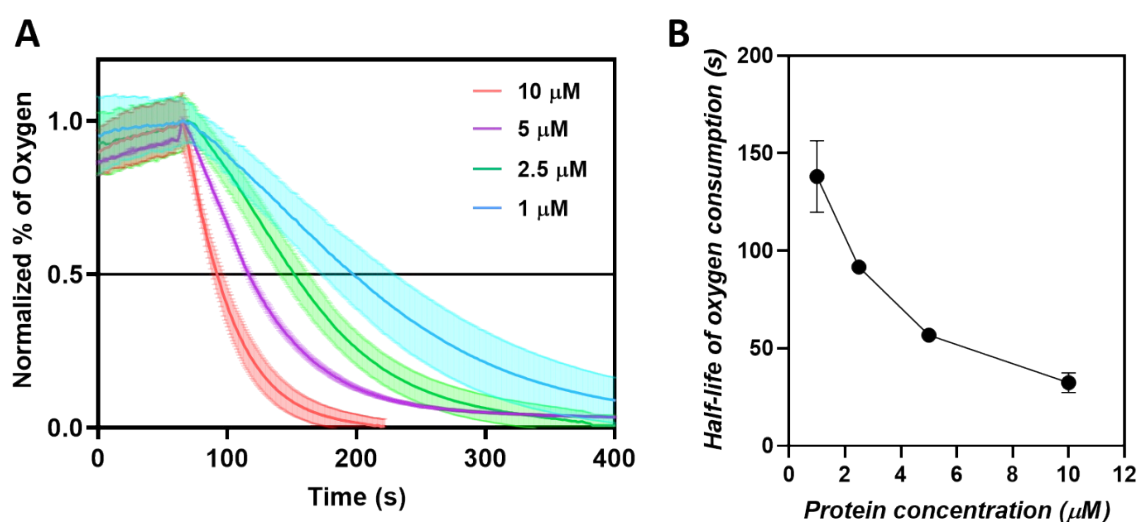 A
Normalized % of Oxygen
1.0
0.5
0.0
0
100
200
300
400
Time (s)
10 μM
5 μM
2.5 μM
1 μM
B
Half-life of oxygen consumption (s)
200
150
100
50
0
0
2
4
6
8
10
12
Protein concentration (μM)